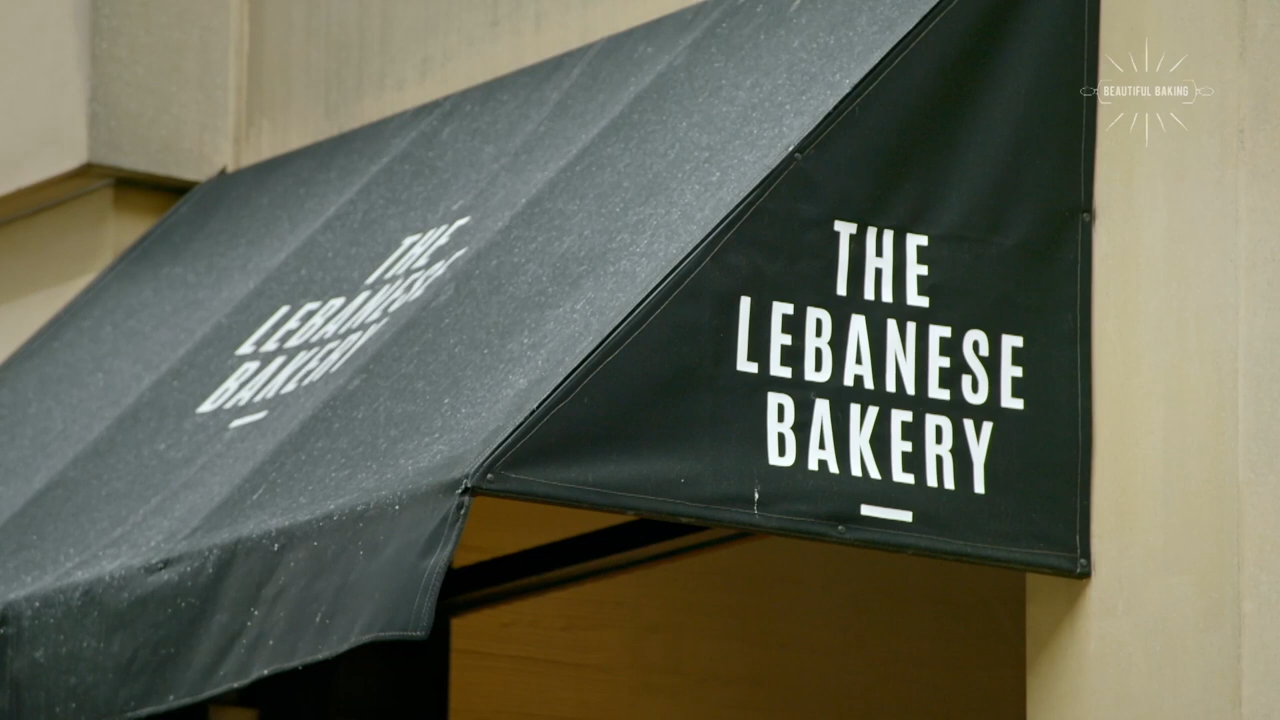 BEAUTIFUL BAKING
THE
LEBANESE
BAKERY
THE
LEBANESE
BAKERY